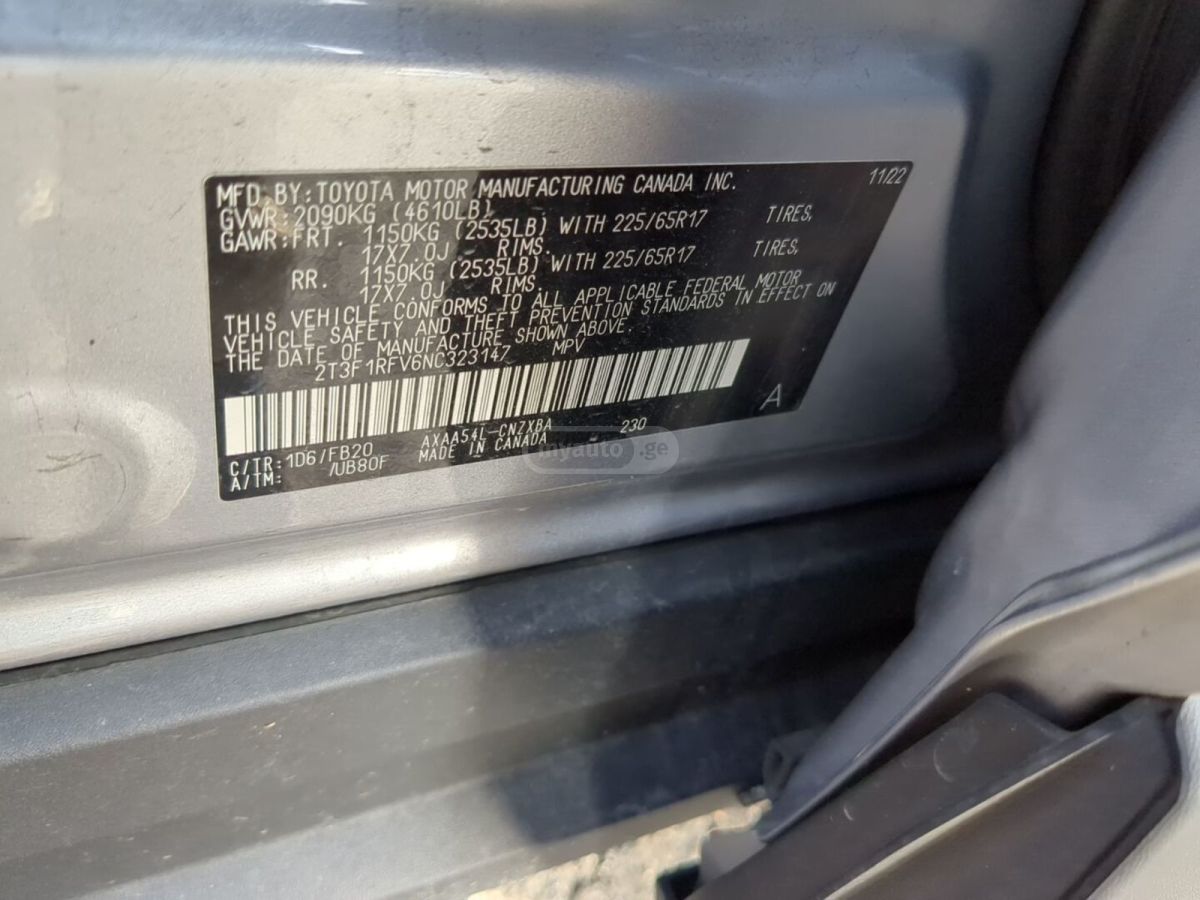 MFD BY:TOYOTA MOTOR MANUFACTURING CANADA INC. 11/22
GVWR:2090KG (4610LB)
GAWR:FRT. 1150KG (2535LB) WITH 225/65R17 TIRES,
17X7.0J RIMS.
RR. 1150KG (2535LB) WITH 225/65R17 TIRES,
17X7.0J RIMS.
THIS VEHICLE CONFORMS TO ALL APPLICABLE FEDERAL MOTOR
VEHICLE SAFETY AND THEFT PREVENTION STANDARDS IN EFFECT ON
THE DATE OF MANUFACTURE SHOWN ABOVE.
2T3F1RFV6NC323147 MPV
A
C/TR:1D6/FB20 AXAA54L-CNZXBA 230
A/TM: /UB80F MADE IN CANADA
myauto.ge